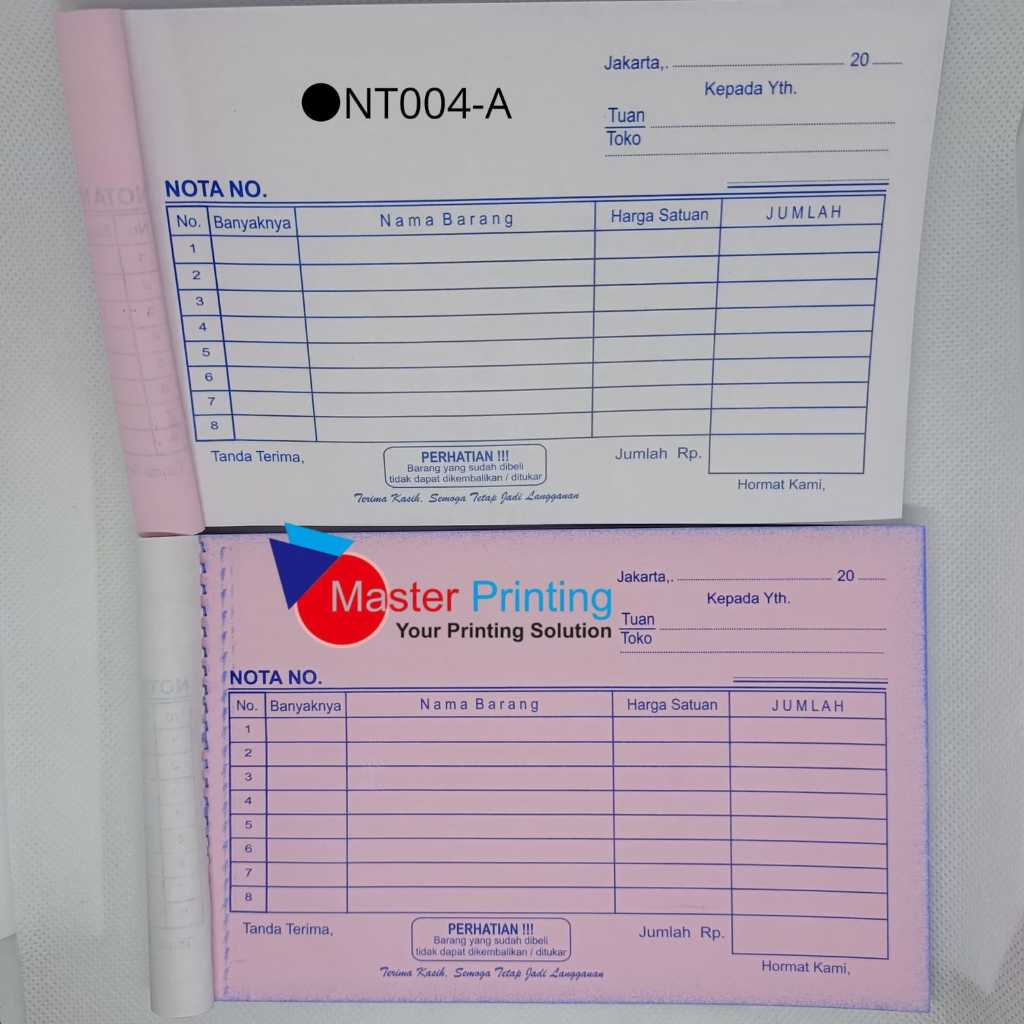 ●NT004-A
Jakarta,. 20
Kepada Yth.
Tuan
Toko
NOTA NO.
No. Banyaknya Nama Barang Harga Satuan JUMLAH
1
2
3
4
5
6
7
8
Tanda Terima,
PERHATIAN !!!
Barang yang sudah dibeli
tidak dapat dikembalikan / ditukar
Terima Kasih, Semoga Tetap Jadi Langganan
Jumlah Rp.
Hormat Kami,
Master Printing
Your Printing Solution
Jakarta,. 20
Kepada Yth.
Tuan
Toko
NOTA NO.
No. Banyaknya Nama Barang Harga Satuan JUMLAH
1
2
3
4
5
6
7
8
Tanda Terima,
PERHATIAN !!!
Barang yang sudah dibeli
tidak dapat dikembalikan / ditukar
Terima Kasih, Semoga Tetap Jadi Langganan
Jumlah Rp.
Hormat Kami,